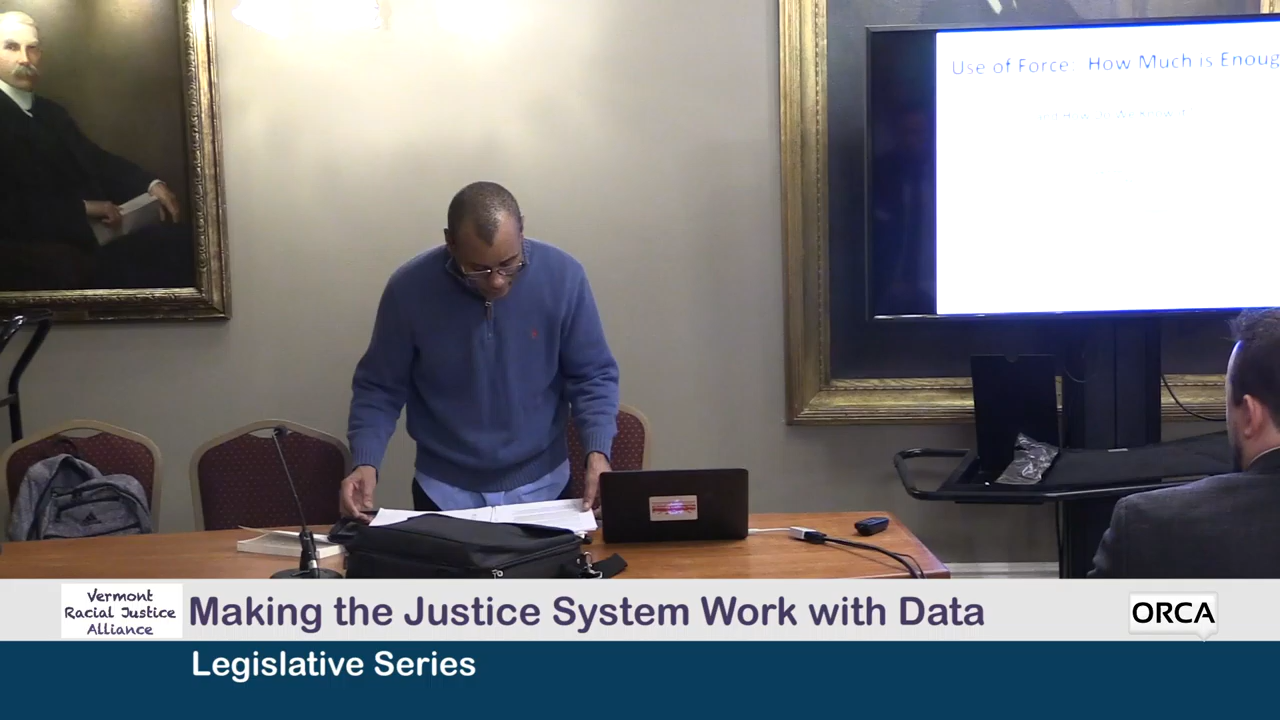 Use of Force: How Much is Enoug
Vermont
Racial Justice
Alliance
Making the Justice System Work with Data
ORCA
Legislative Series